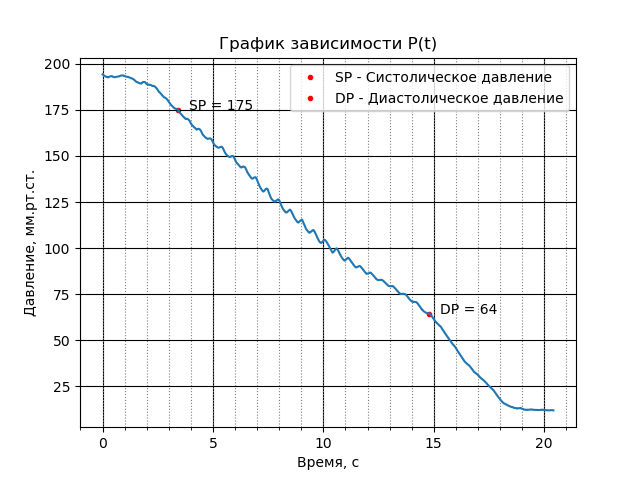 График зависимости P(t)
SP - Систолическое давление
DP - Диастолическое давление
SP = 175
DP = 64
200
175
150
125
100
75
50
25
0
5
10
15
20
Давление, мм.рт.ст.
Время, с